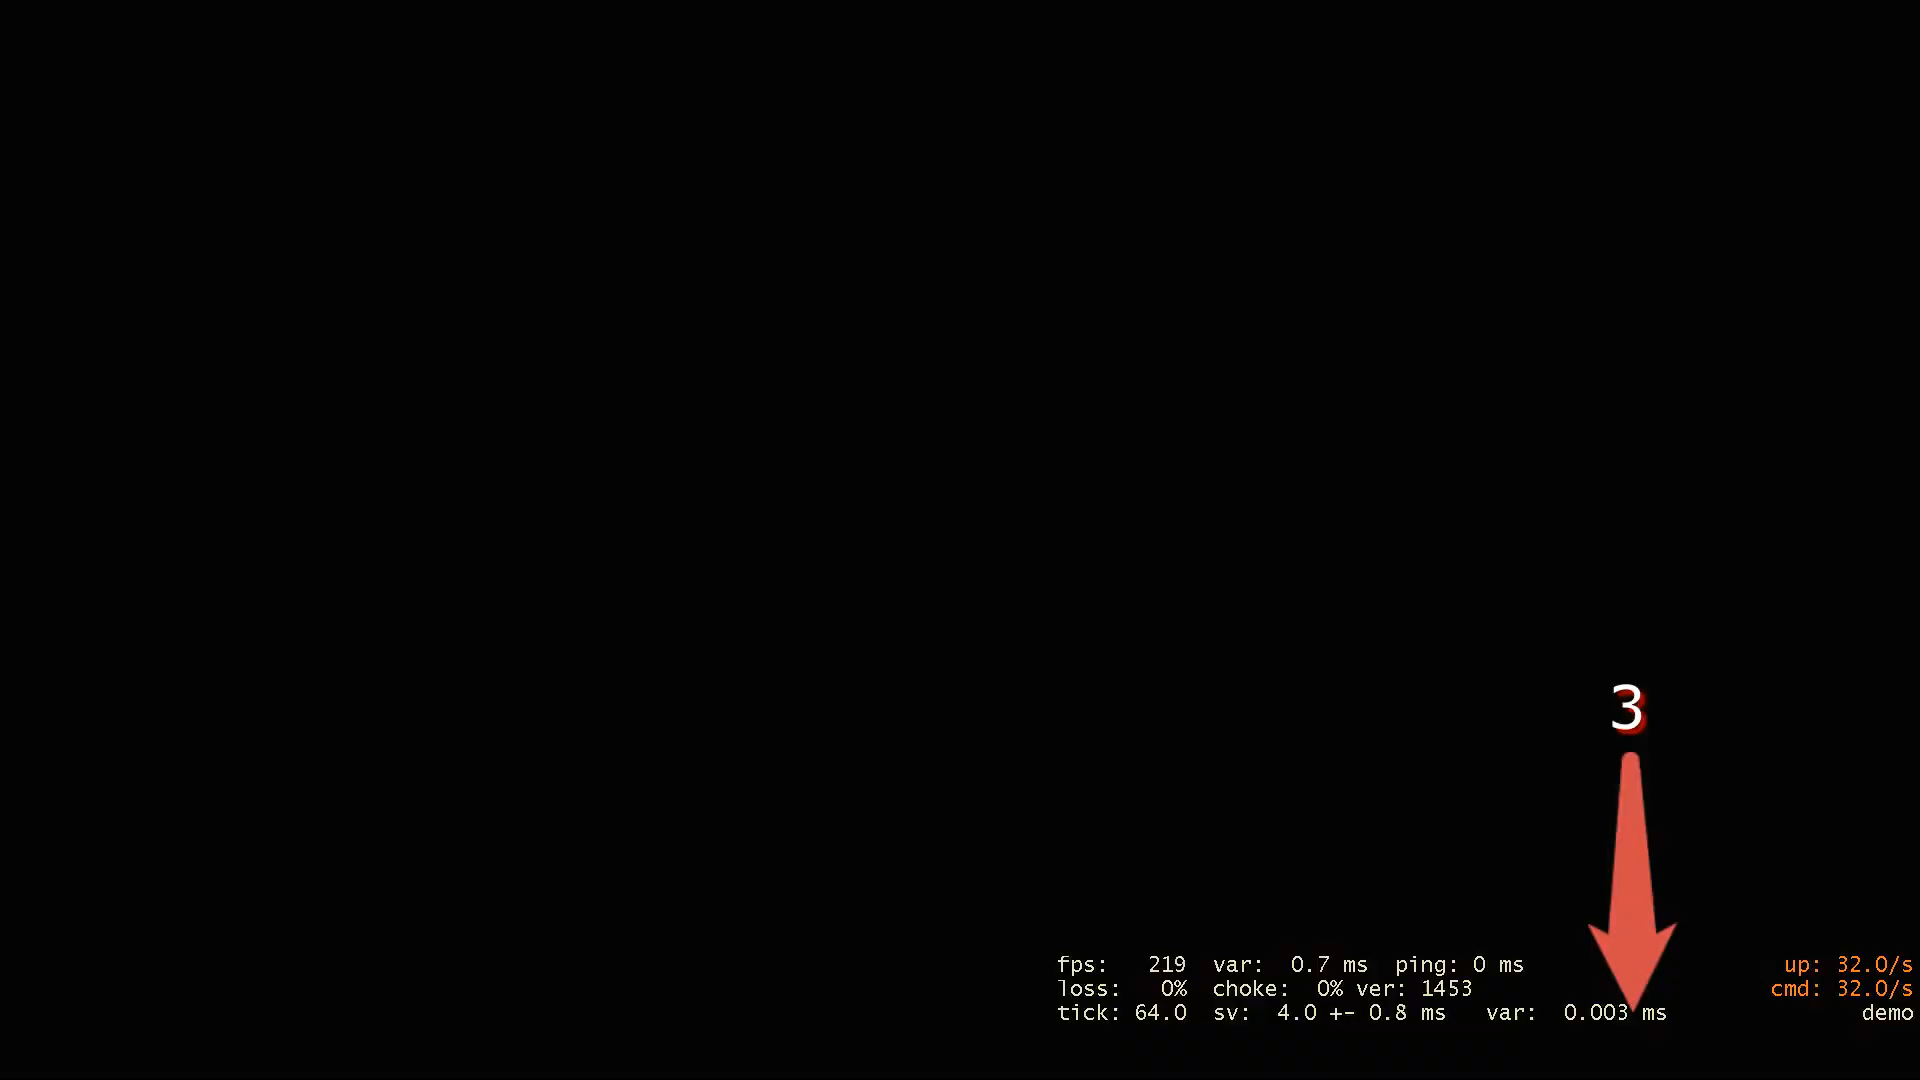 3
fps: 219 var: 0.7 ms ping: 0 ms up: 32.0/s
loss: 0% choke: 0% ver: 1453 cmd: 32.0/s
tick: 64.0 sv: 4.0 +- 0.8 ms var: 0.003 ms demo